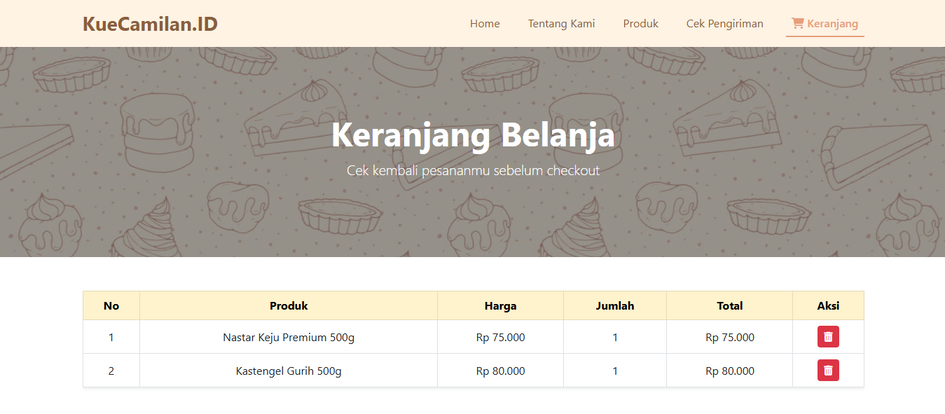 KueCamilan.ID
Home Tentang Kami Produk Cek Pengiriman Keranjang
Keranjang Belanja
Cek kembali pesananmu sebelum checkout
No Produk Harga Jumlah Total Aksi
1 Nastar Keju Premium 500g Rp 75.000 1 Rp 75.000
2 Kastengel Gurih 500g Rp 80.000 1 Rp 80.000